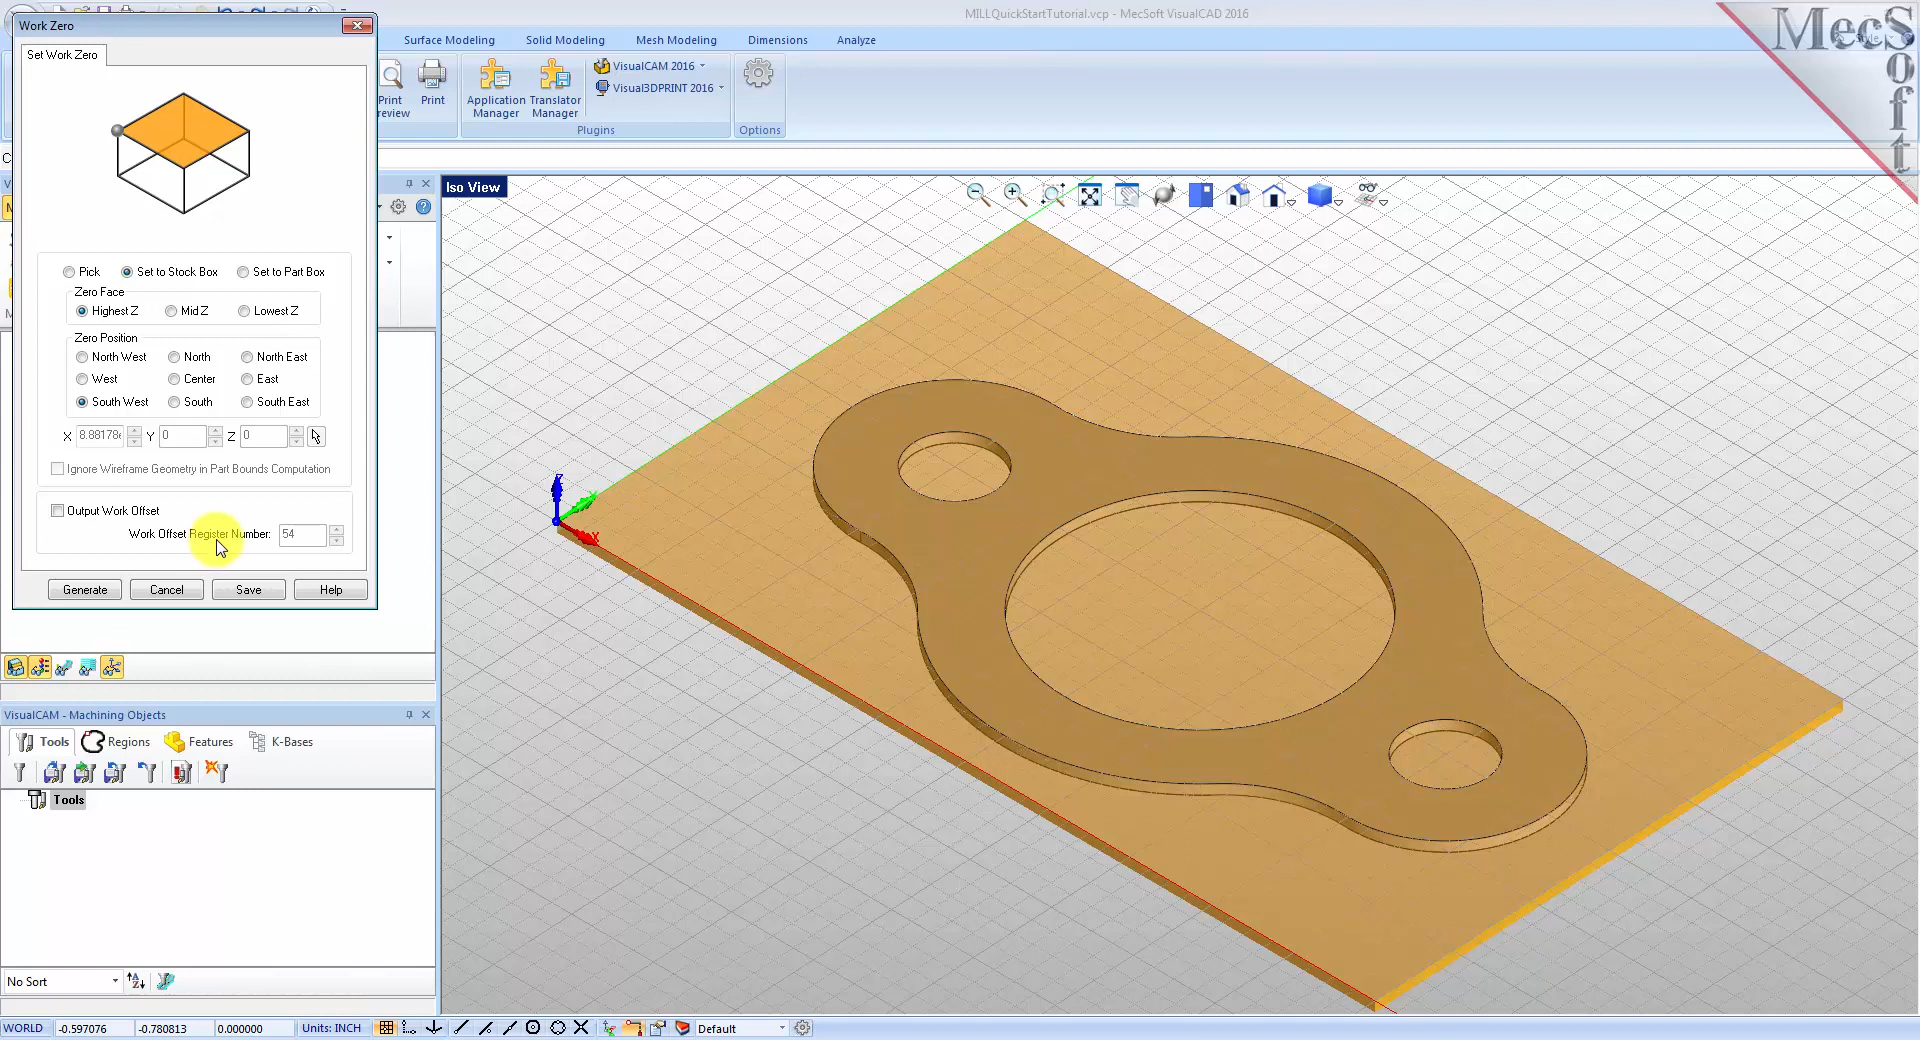 Work Zero
MILLQuickStartTutorial.vcp - MecSoft VisualCAD 2016
MecSoft
Set Work Zero
Surface Modeling Solid Modeling Mesh Modeling Dimensions Analyze
Print
review
Print
Application
Manager
Translator
Manager
VisualCAM 2016
Visual3DPRINT 2016
Plugins
Options
Iso View
Pick Set to Stock Box Set to Part Box
Zero Face
Highest Z Mid Z Lowest Z
Zero Position
North West North North East
West Center East
South West South South East
X 8.88178 Y 0 Z 0
Ignore Wireframe Geometry in Part Bounds Computation
Output Work Offset
Work Offset Register Number: 54
Generate Cancel Save Help
VisualCAM - Machining Objects
Tools Regions Features K-Bases
Tools
No Sort
WORLD -0.597076 -0.780813 0.000000 Units: INCH Default